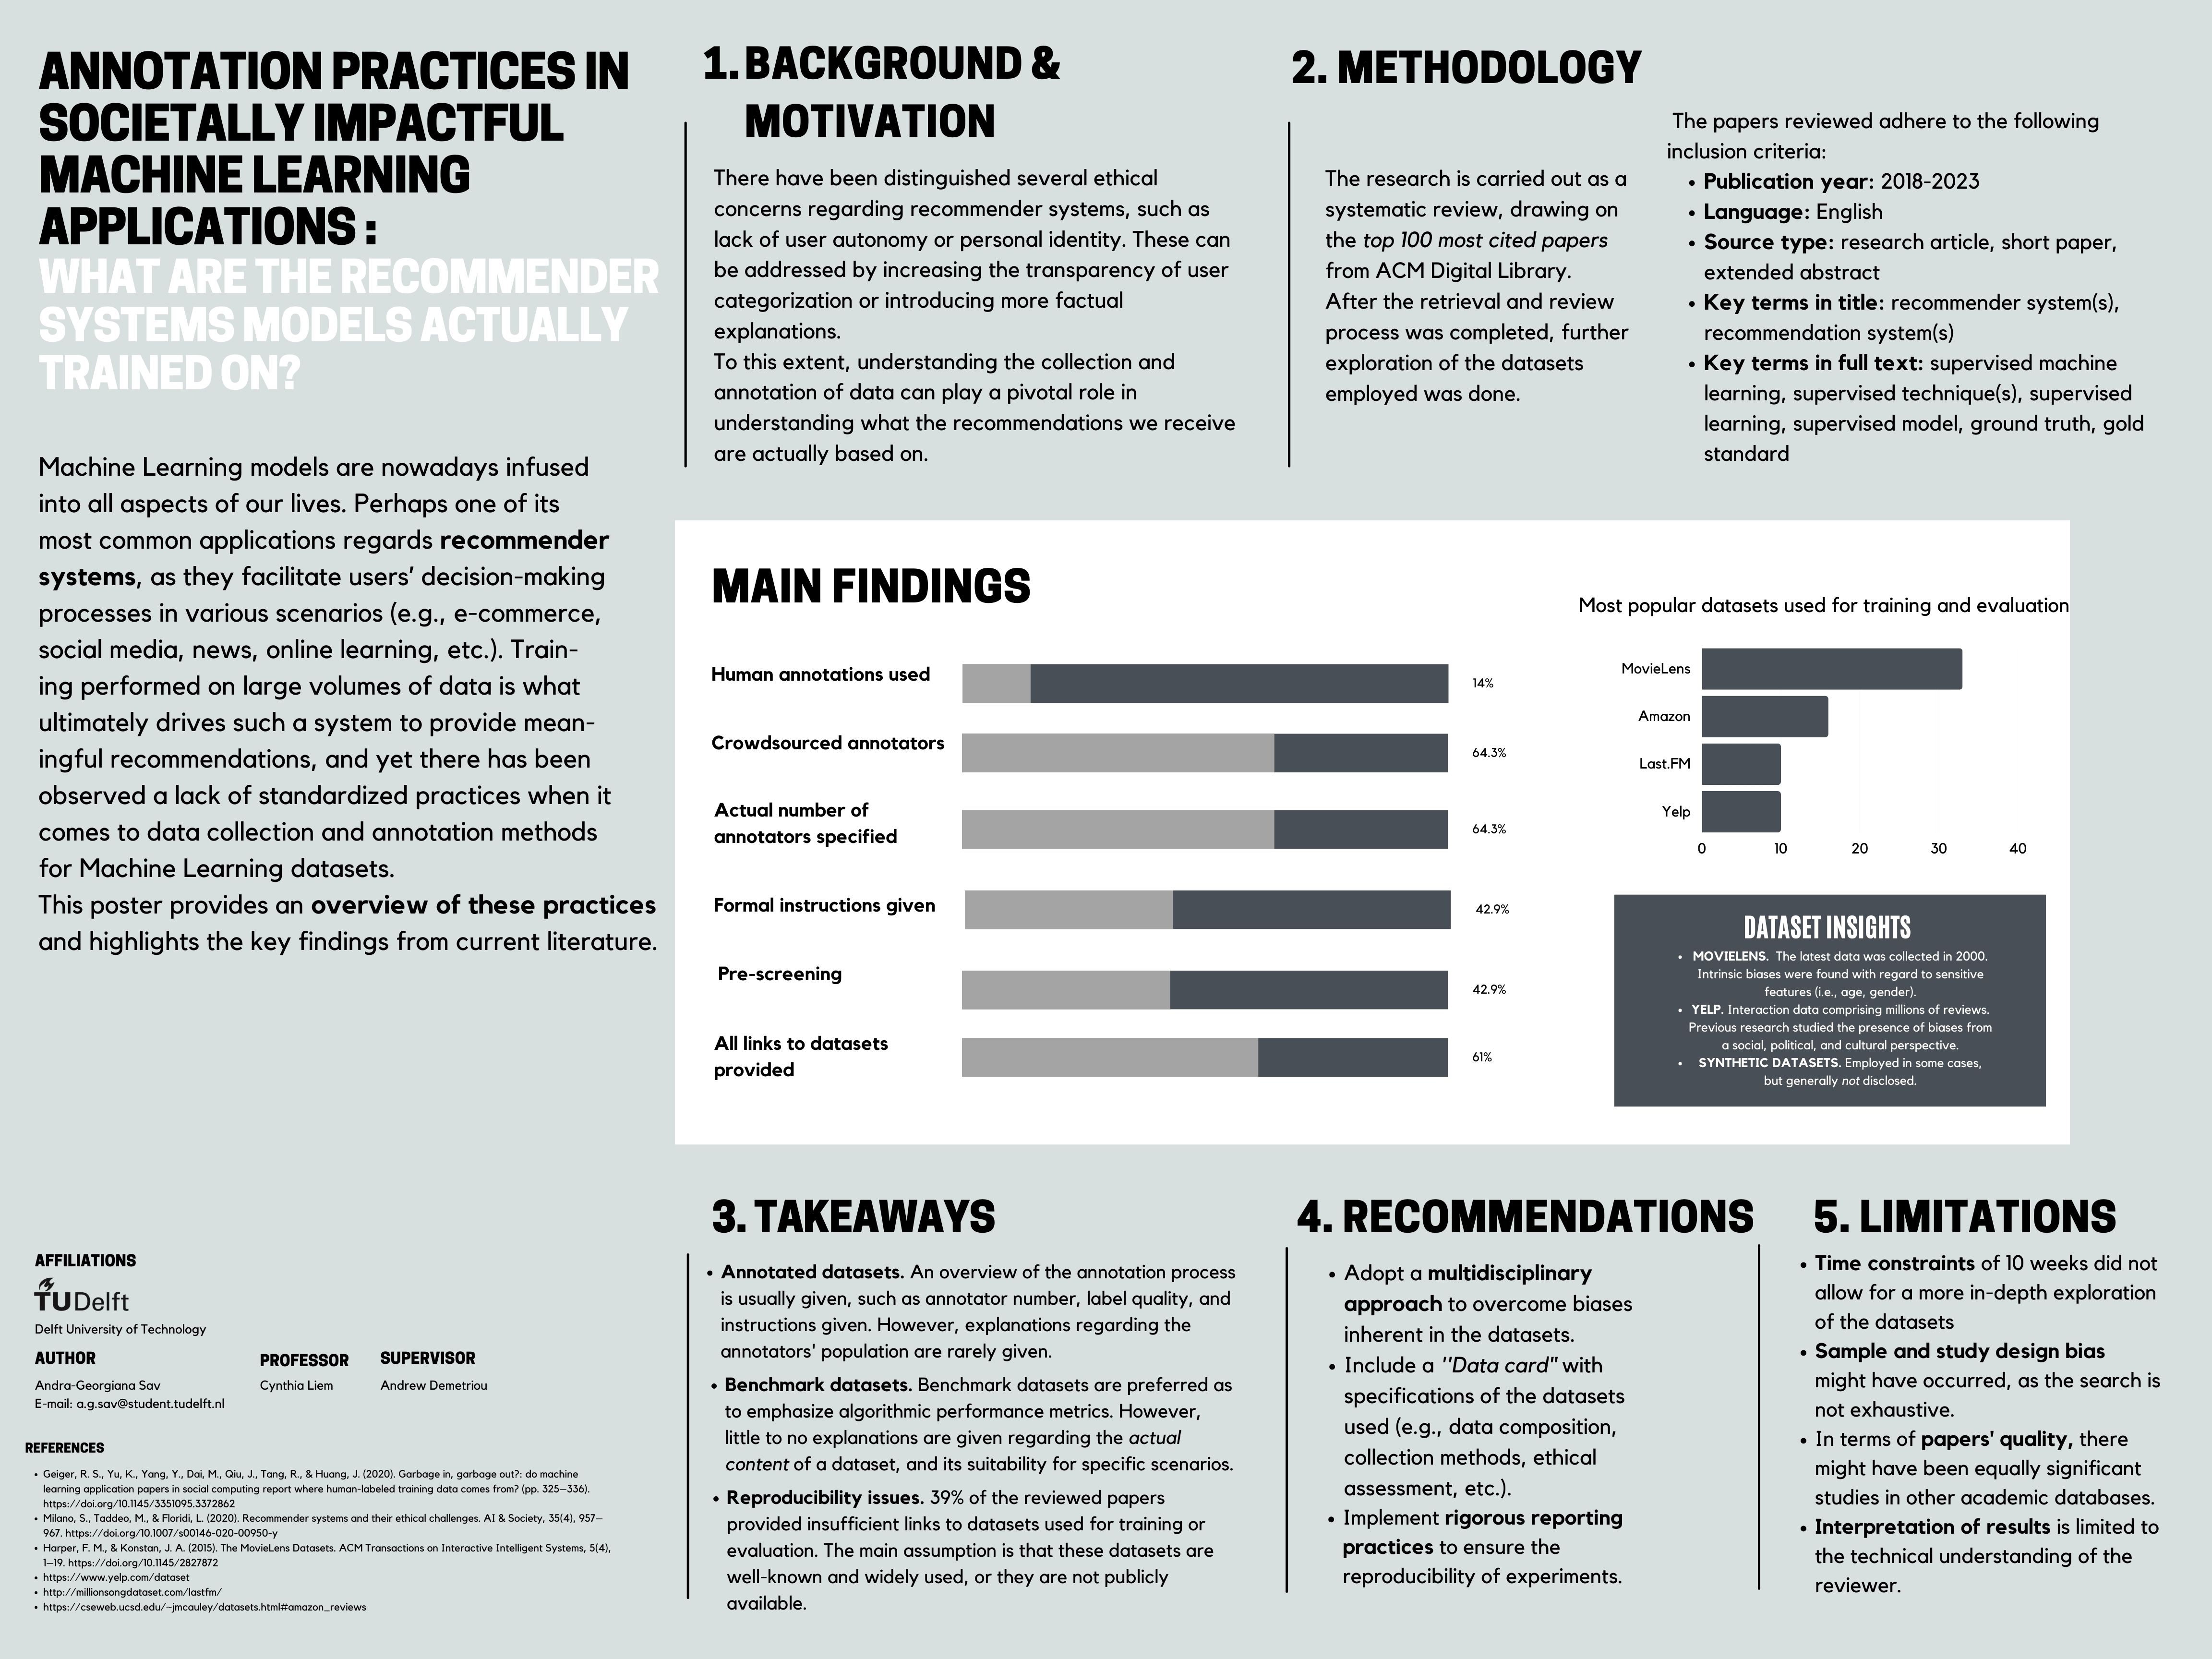 ANNOTATION PRACTICES IN
SOCIETALLY IMPACTFUL
MACHINE LEARNING
APPLICATIONS :
WHAT ARE THE RECOMMENDER
SYSTEMS MODELS ACTUALLY
TRAINED ON?
Machine Learning models are nowadays infused
into all aspects of our lives. Perhaps one of its
most common applications regards recommender
systems, as they facilitate users’ decision-making
processes in various scenarios (e.g., e-commerce,
social media, news, online learning, etc.). Train-
ing performed on large volumes of data is what
ultimately drives such a system to provide mean-
ingful recommendations, and yet there has been
observed a lack of standardized practices when it
comes to data collection and annotation methods
for Machine Learning datasets.
This poster provides an overview of these practices
and highlights the key findings from current literature.
AFFILIATIONS
TU Delft
Delft University of Technology
AUTHOR
Andra-Georgiana Sav
E-mail: a.g.sav@student.tudelft.nl
PROFESSOR
Cynthia Liem
SUPERVISOR
Andrew Demetriou
REFERENCES
• Geiger, R. S., Yu, K., Yang, Y., Dai, M., Qiu, J., Tang, R., & Huang, J. (2020). Garbage in, garbage out?: do machine
learning application papers in social computing report where human-labeled training data comes from? (pp. 325–336).
https://doi.org/10.1145/3351095.3372862
• Milano, S., Taddeo, M., & Floridi, L. (2020). Recommender systems and their ethical challenges. AI & Society, 35(4), 957–
967. https://doi.org/10.1007/s00146-020-00950-y
• Harper, F. M., & Konstan, J. A. (2015). The MovieLens Datasets. ACM Transactions on Interactive Intelligent Systems, 5(4),
1–19. https://doi.org/10.1145/2827872
• https://www.yelp.com/dataset
• http://millionsongdataset.com/lastfm/
• https://cseweb.ucsd.edu/~jmcauley/datasets.html#amazon_reviews
1. BACKGROUND &
MOTIVATION
There have been distinguished several ethical
concerns regarding recommender systems, such as
lack of user autonomy or personal identity. These can
be addressed by increasing the transparency of user
categorization or introducing more factual
explanations.
To this extent, understanding the collection and
annotation of data can play a pivotal role in
understanding what the recommendations we receive
are actually based on.
2. METHODOLOGY
The research is carried out as a
systematic review, drawing on
the top 100 most cited papers
from ACM Digital Library.
After the retrieval and review
process was completed, further
exploration of the datasets
employed was done.
The papers reviewed adhere to the following
inclusion criteria:
• Publication year: 2018-2023
• Language: English
• Source type: research article, short paper,
extended abstract
• Key terms in title: recommender system(s),
recommendation system(s)
• Key terms in full text: supervised machine
learning, supervised technique(s), supervised
learning, supervised model, ground truth, gold
standard
MAIN FINDINGS
Human annotations used
14%
Crowdsourced annotators
64.3%
Actual number of
annotators specified
64.3%
Formal instructions given
42.9%
Pre-screening
42.9%
All links to datasets
provided
61%
Most popular datasets used for training and evaluation
MovieLens
Amazon
Last.FM
Yelp
0 10 20 30 40
DATASET INSIGHTS
• MOVIELENS. The latest data was collected in 2000.
Intrinsic biases were found with regard to sensitive
features (i.e., age, gender).
• YELP. Interaction data comprising millions of reviews.
Previous research studied the presence of biases from
a social, political, and cultural perspective.
• SYNTHETIC DATASETS. Employed in some cases,
but generally not disclosed.
3. TAKEAWAYS
• Annotated datasets. An overview of the annotation process
is usually given, such as annotator number, label quality, and
instructions given. However, explanations regarding the
annotators' population are rarely given.
• Benchmark datasets. Benchmark datasets are preferred as
to emphasize algorithmic performance metrics. However,
little to no explanations are given regarding the actual
content of a dataset, and its suitability for specific scenarios.
• Reproducibility issues. 39% of the reviewed papers
provided insufficient links to datasets used for training or
evaluation. The main assumption is that these datasets are
well-known and widely used, or they are not publicly
available.
4. RECOMMENDATIONS
• Adopt a multidisciplinary
approach to overcome biases
inherent in the datasets.
• Include a ''Data card" with
specifications of the datasets
used (e.g., data composition,
collection methods, ethical
assessment, etc.).
• Implement rigorous reporting
practices to ensure the
reproducibility of experiments.
5. LIMITATIONS
• Time constraints of 10 weeks did not
allow for a more in-depth exploration
of the datasets
• Sample and study design bias
might have occurred, as the search is
not exhaustive.
• In terms of papers' quality, there
might have been equally significant
studies in other academic databases.
• Interpretation of results is limited to
the technical understanding of the
reviewer.